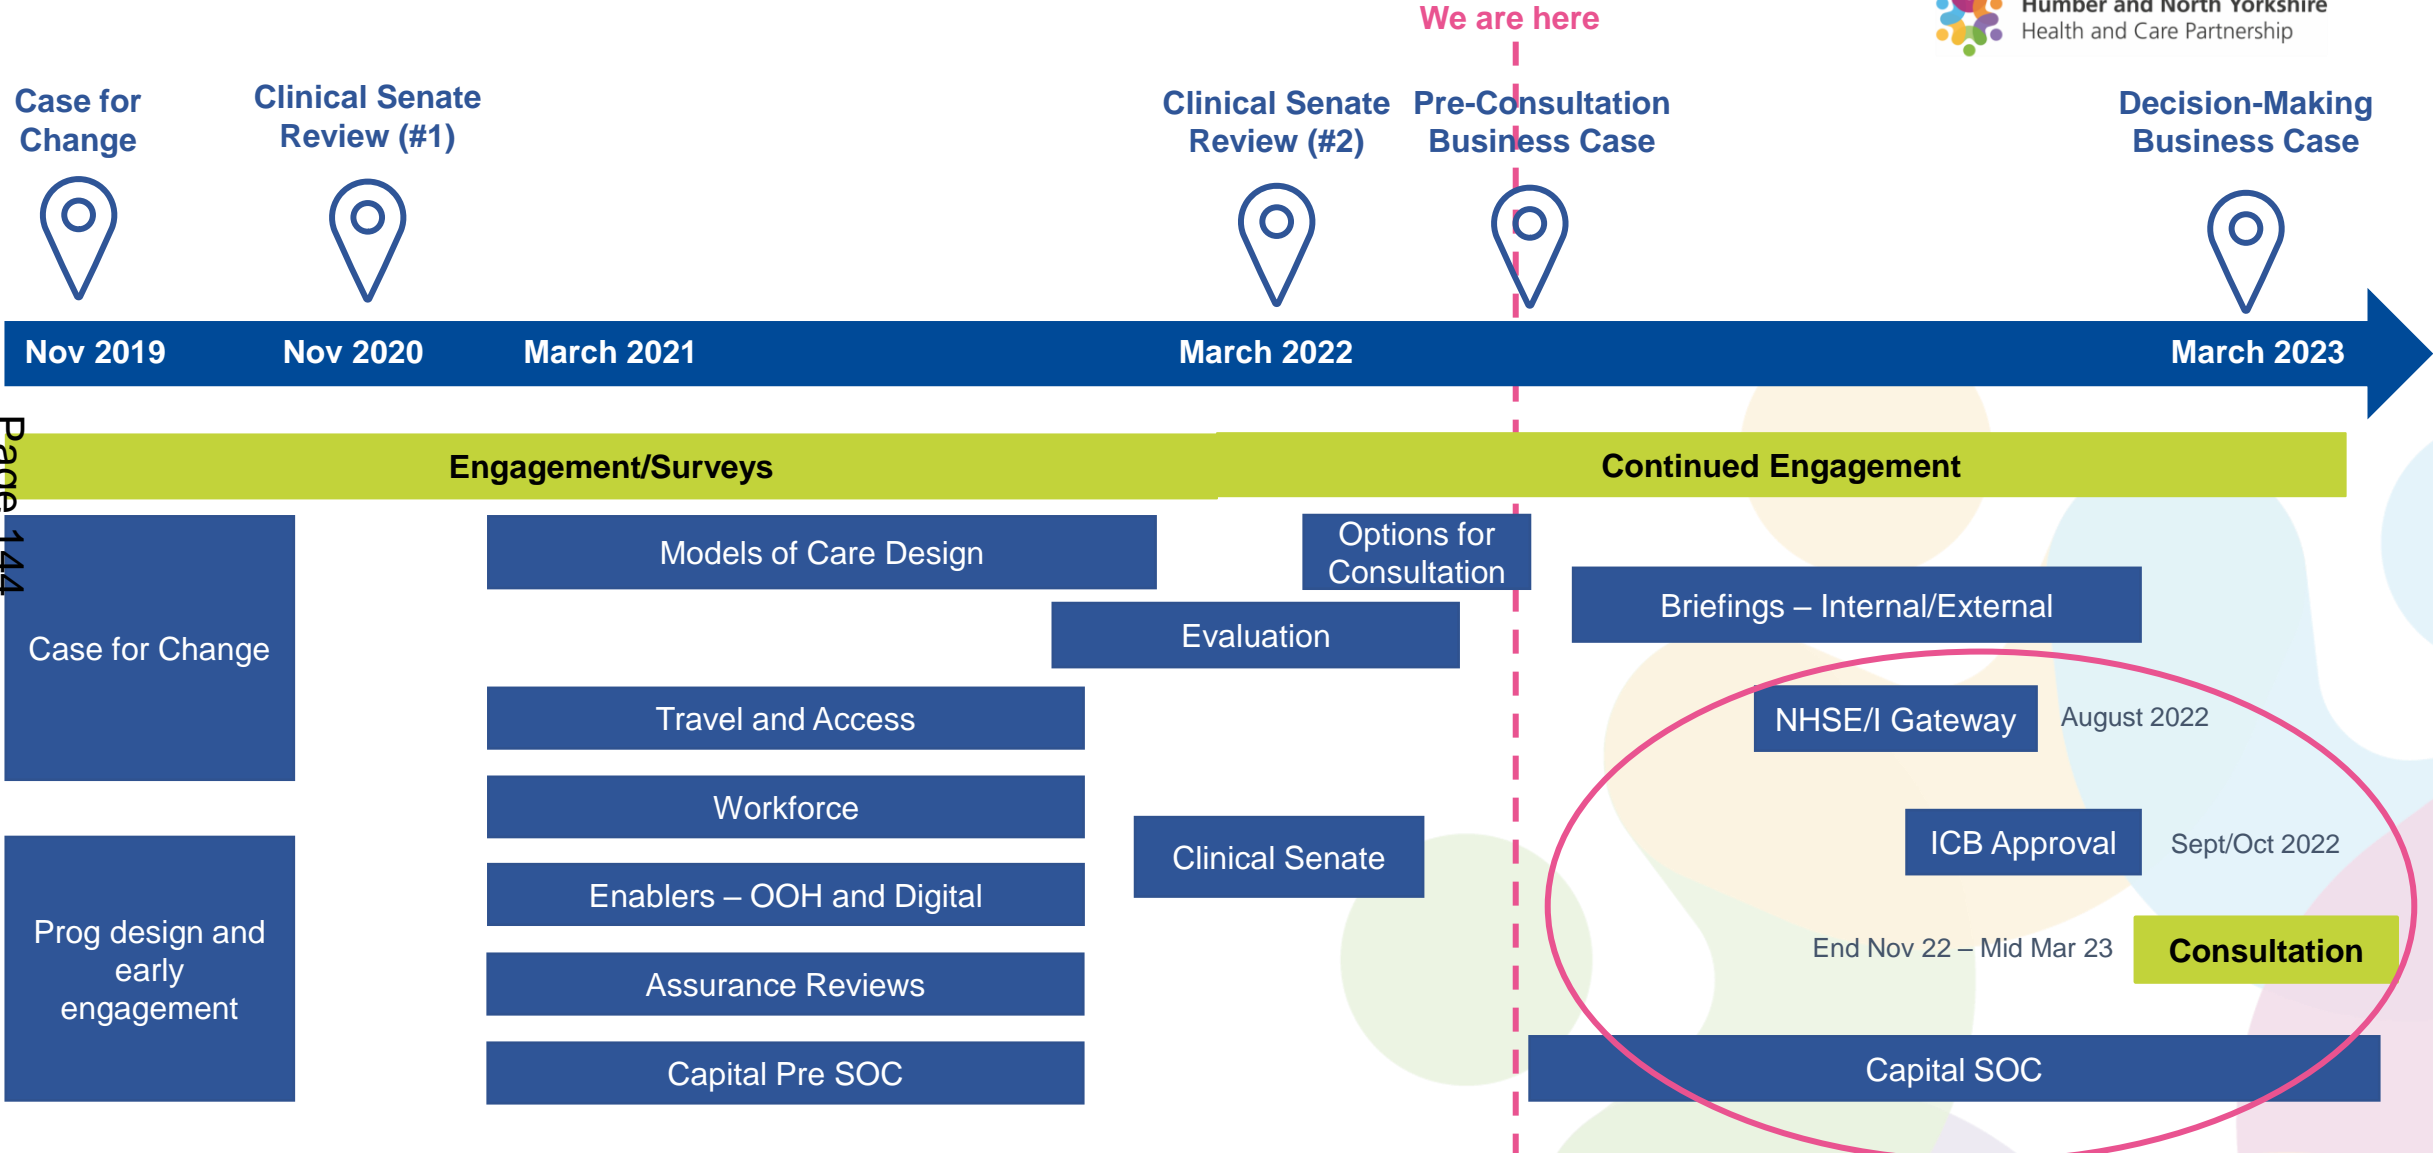 We are here
Humber and North Yorkshire
Health and Care Partnership
Case for
Change
Clinical Senate
Review (#1)
Clinical Senate
Review (#2)
Pre-Consultation
Business Case
Decision-Making
Business Case
Nov 2019
Nov 2020
March 2021
March 2022
March 2023
Page 144
Engagement/Surveys
Continued Engagement
Case for Change
Prog design and
early
engagement
Models of Care Design
Options for
Consultation
Evaluation
Briefings – Internal/External
Travel and Access
NHSE/I Gateway
August 2022
Workforce
Clinical Senate
ICB Approval
Sept/Oct 2022
Enablers – OOH and Digital
End Nov 22 – Mid Mar 23
Consultation
Assurance Reviews
Capital Pre SOC
Capital SOC